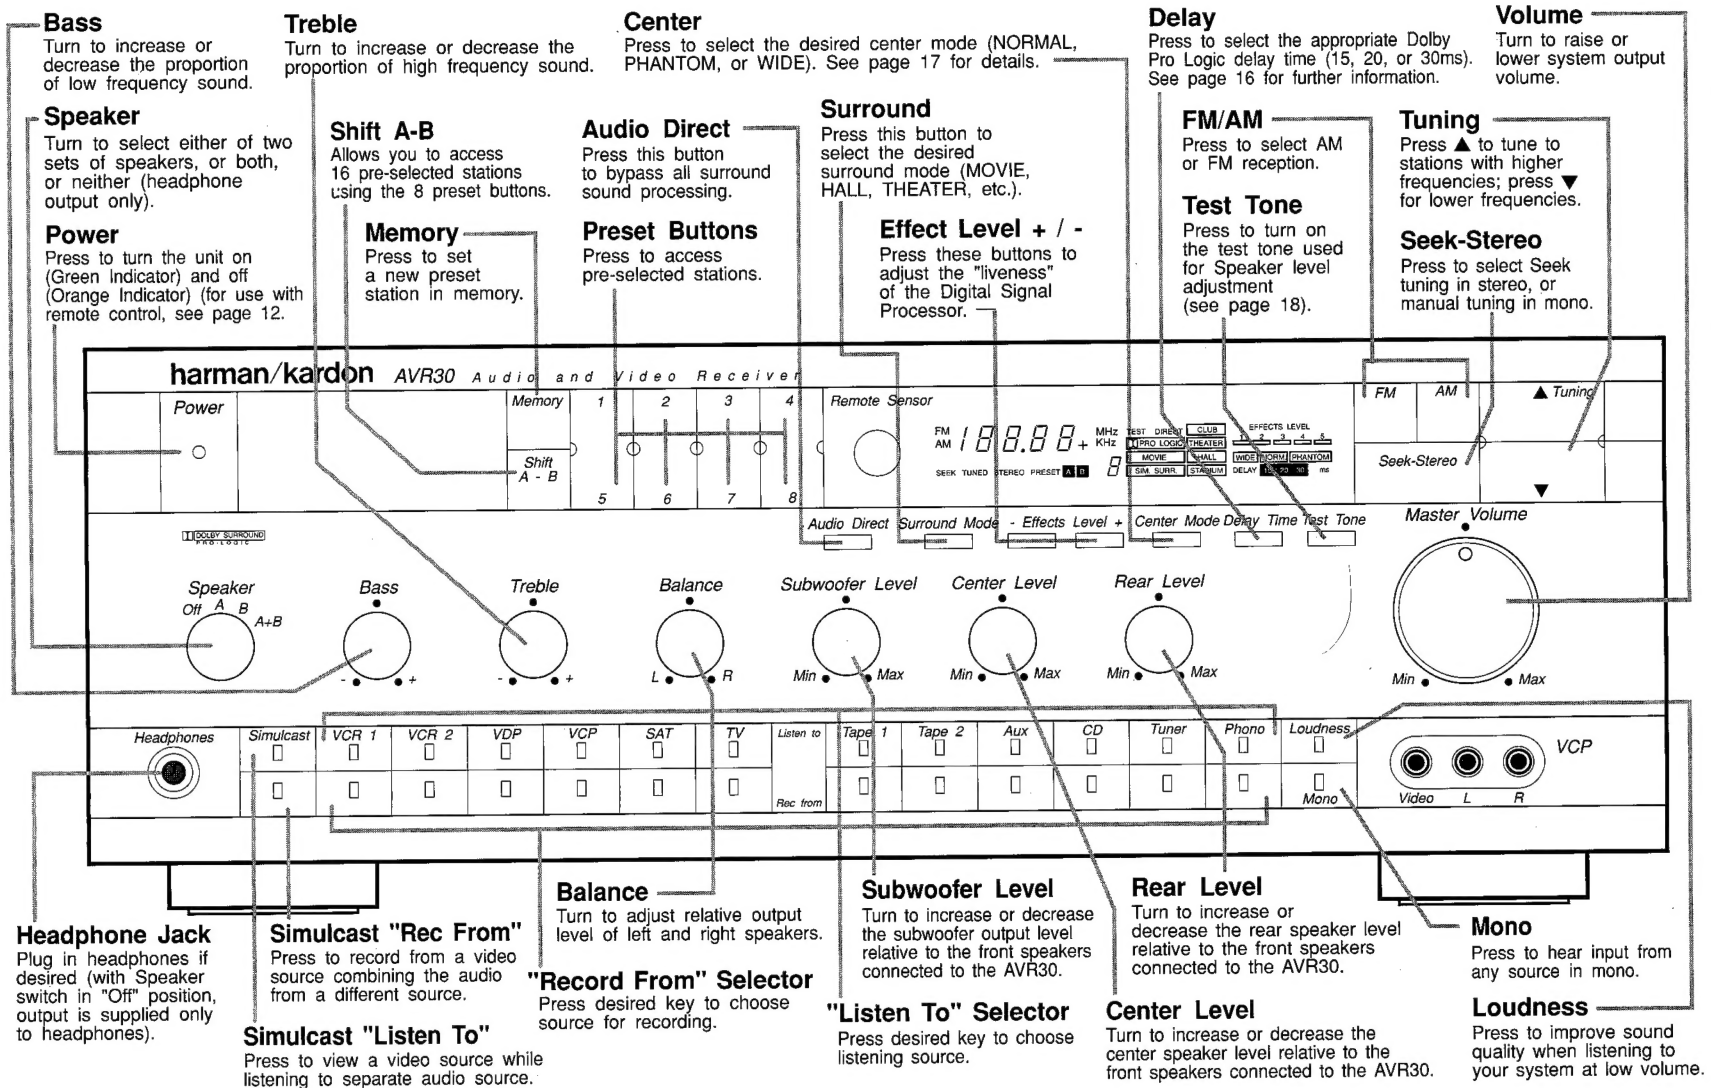 Bass
Turn to increase or
decrease the proportion
of low frequency sound.
Treble
Turn to increase or decrease the
proportion of high frequency sound.
Center
Press to select the desired center mode (NORMAL,
PHANTOM, or WIDE). See page 17 for details.
Delay
Press to select the appropriate Dolby
Pro Logic delay time (15, 20, or 30ms).
See page 16 for further information.
Volume
Turn to raise or
lower system output
volume.
Speaker
Turn to select either of two
sets of speakers, or both,
or neither (headphone
output only).
Shift A-B
Allows you to access
16 pre-selected stations
using the 8 preset buttons.
Audio Direct
Press this button
to bypass all surround
sound processing.
Surround
Press this button to
select the desired
surround mode (MOVIE,
HALL, THEATER, etc.).
FM/AM
Press to select AM
or FM reception.
Tuning
Press ▲ to tune to
stations with higher
frequencies; press ▼
for lower frequencies.
Power
Press to turn the unit on
(Green Indicator) and off
(Orange Indicator) (for use with
remote control, see page 12.
Memory
Press to set
a new preset
station in memory.
Preset Buttons
Press to access
pre-selected stations.
Effect Level + / -
Press these buttons to
adjust the "liveness"
of the Digital Signal
Processor.
Test Tone
Press to turn on
the test tone used
for Speaker level
adjustment
(see page 18).
Seek-Stereo
Press to select Seek
tuning in stereo, or
manual tuning in mono.
harman/kardon AVR30 Audio and Video Receiver
Power
Memory
Shift
A - B
1 2 3 4
5 6 7 8
Remote Sensor
FM
AM
188.88+
MHz
KHz
8
SEEK TUNED STEREO PRESET A B
TEST DIRECT CLUB
PRO LOGIC THEATER
MOVIE HALL
SIM. SURR. STADIUM
EFFECTS LEVEL
1 2 3 4 5
WIDE NORM PHANTOM
DELAY 15 20 30 ms
FM AM
Seek-Stereo
▲ Tuning
▼
Audio Direct Surround Mode - Effects Level + Center Mode Delay Time Test Tone
Master Volume
Min Max
DOLBY SURROUND
PRO·LOGIC
Speaker
Off A B A+B
Bass
- +
Treble
- +
Balance
L R
Subwoofer Level
Min Max
Center Level
Min Max
Rear Level
Min Max
Headphones
Simulcast VCR 1 VCR 2 VDP VCP SAT TV Listen to Tape 1 Tape 2 Aux CD Tuner Phono Loudness
Rec from
Mono
VCP
Video L R
Headphone Jack
Plug in headphones if
desired (with Speaker
switch in "Off" position,
output is supplied only
to headphones).
Simulcast "Rec From"
Press to record from a video
source combining the audio
from a different source.
Simulcast "Listen To"
Press to view a video source while
listening to separate audio source.
Balance
Turn to adjust relative output
level of left and right speakers.
"Record From" Selector
Press desired key to choose
source for recording.
Subwoofer Level
Turn to increase or decrease
the subwoofer output level
relative to the front speakers
connected to the AVR30.
"Listen To" Selector
Press desired key to choose
listening source.
Rear Level
Turn to increase or
decrease the rear speaker level
relative to the front speakers
connected to the AVR30.
Center Level
Turn to increase or decrease the
center speaker level relative to the
front speakers connected to the AVR30.
Mono
Press to hear input from
any source in mono.
Loudness
Press to improve sound
quality when listening to
your system at low volume.